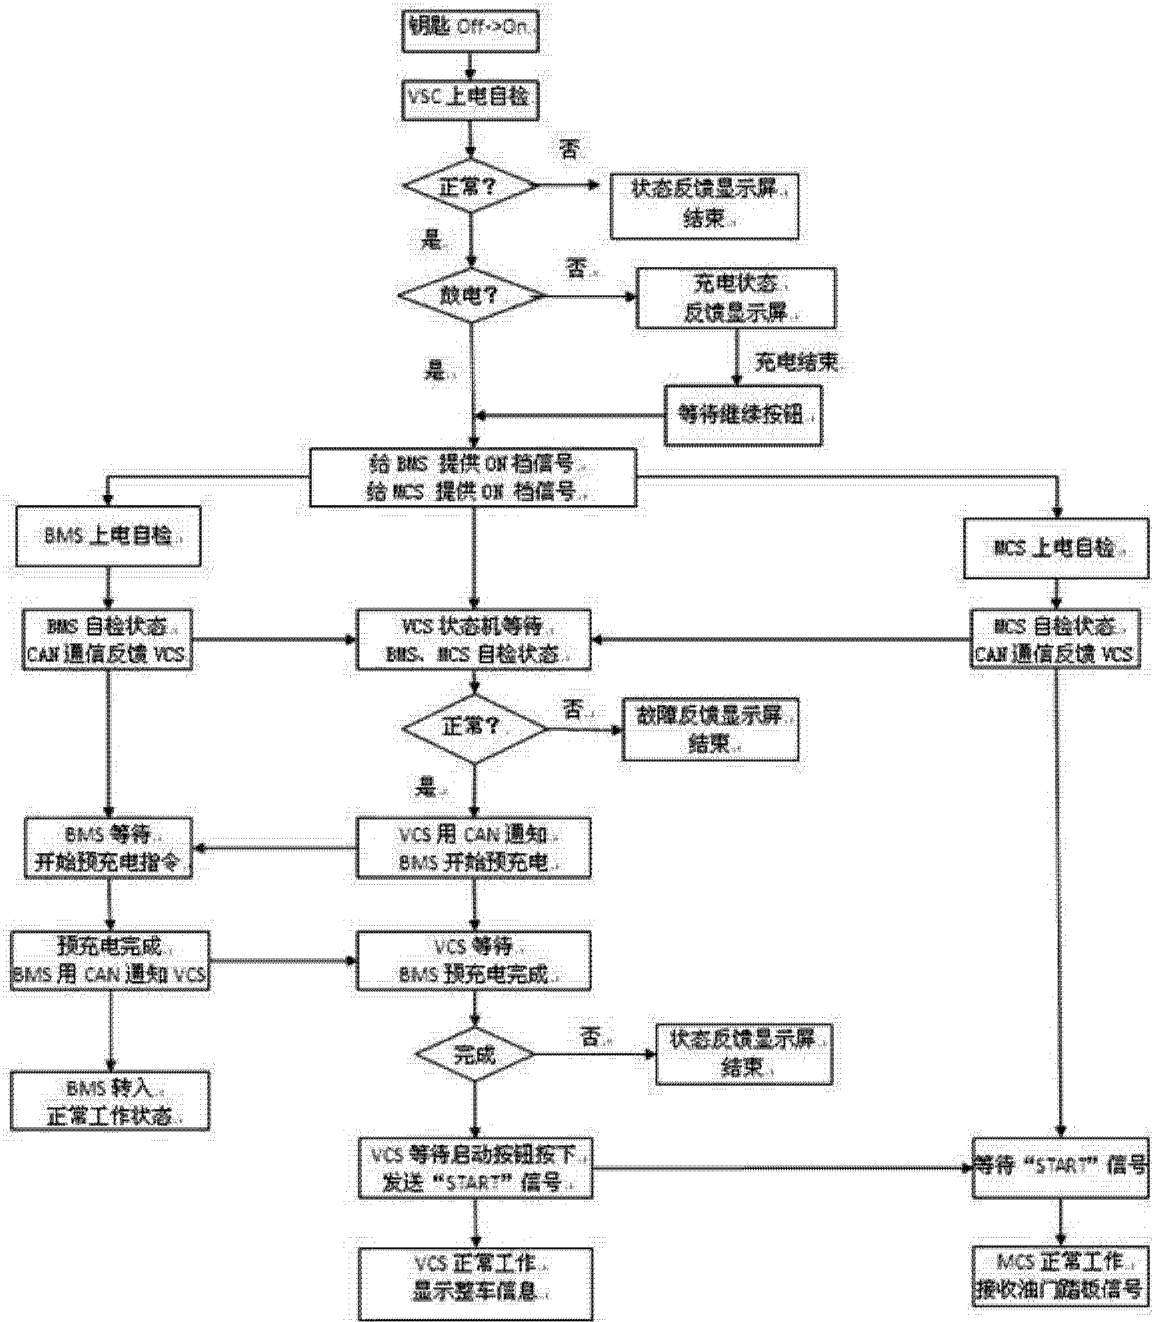 钥匙 Off->On
VSC 上电自检
否
正常？
状态反馈显示屏
结束
是
否
放电？
充电状态
反馈显示屏
是
充电结束
等待继续按钮
给 BMS 提供 ON 档信号
给 MCS 提供 ON 档信号
BMS 上电自检
MCS 上电自检
BMS 自检状态
CAN 通信反馈 VCS
VCS 状态机等待
BMS、MCS 自检状态
MCS 自检状态
CAN 通信反馈 VCS
正常？
否
故障反馈显示屏
结束
是
BMS 等待
开始预充电指令
VCS 用 CAN 通知
BMS 开始预充电
预充电完成
BMS 用 CAN 通知 VCS
VCS 等待
BMS 预充电完成
否
完成
状态反馈显示屏
结束
BMS 转入
正常工作状态
VCS 等待启动按钮按下
发送“START”信号
等待“START”信号
VCS 正常工作
显示整车信息
MCS 正常工作
接收油门踏板信号